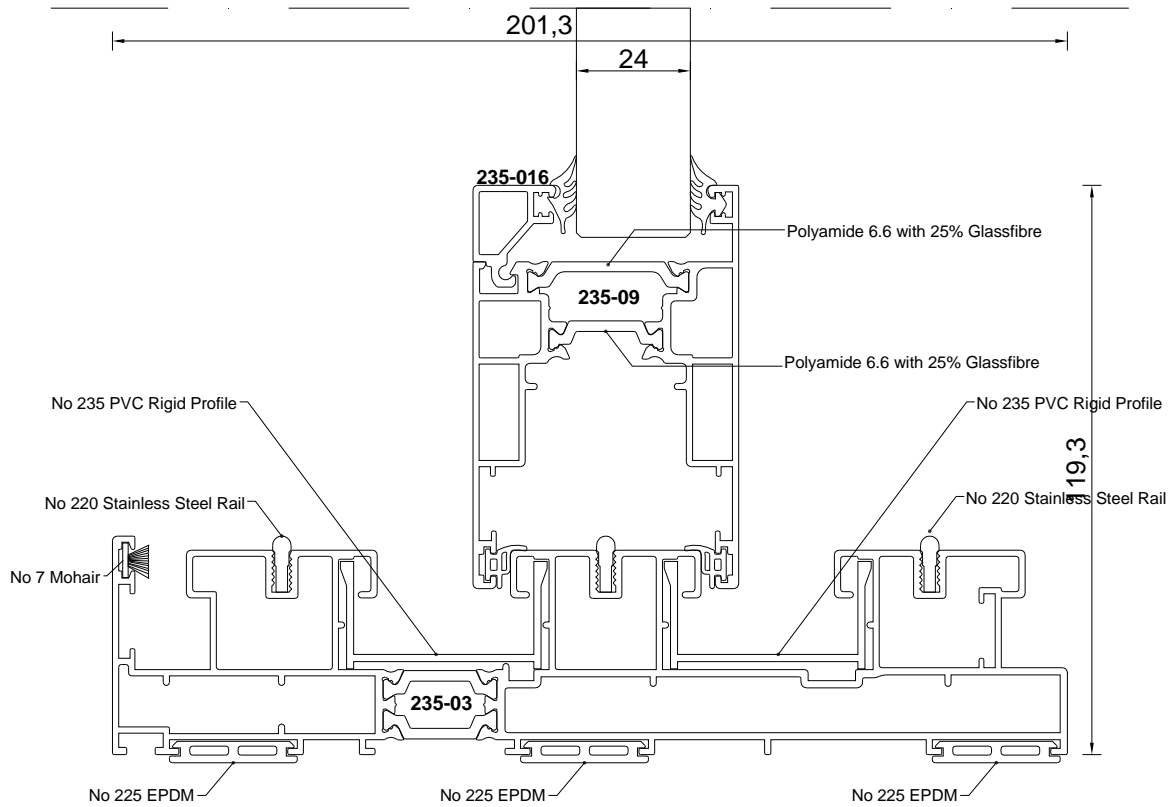 201,3
24
235-016
Polyamide 6.6 with 25% Glassfibre
235-09
Polyamide 6.6 with 25% Glassfibre
No 235 PVC Rigid Profile
No 235 PVC Rigid Profile
119,3
No 220 Stainless Steel Rail
No 220 Stainless Steel Rail
No 7 Mohair
235-03
No 225 EPDM
No 225 EPDM
No 225 EPDM